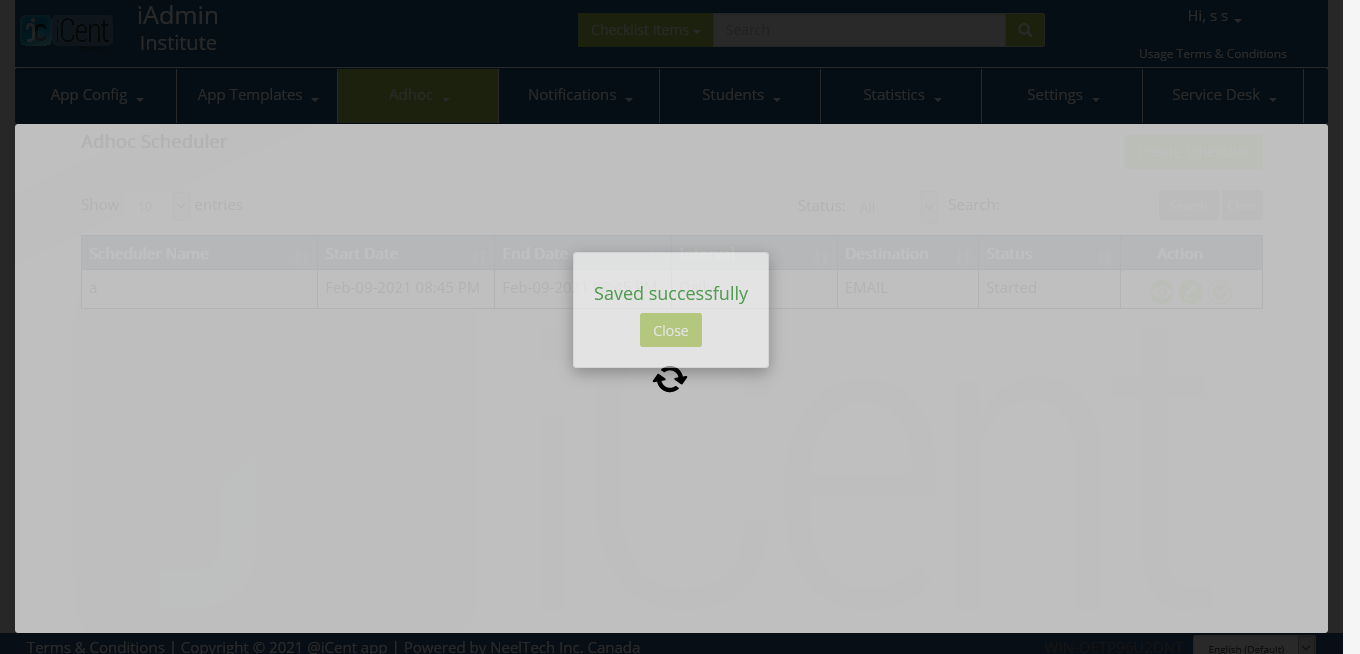 iCent
iAdmin
Institute
Checklist Items
Search
Hi, s s
Usage Terms & Conditions
App Config
App Templates
Adhoc
Notifications
Students
Statistics
Settings
Service Desk
Adhoc Scheduler
Show 10 entries
Status: All Search:
Scheduler Name Start Date End Date Interval Destination Status Action
a Feb-09-2021 08:45 PM Feb-09-2021 EMAIL Started
Saved successfully
Close
iCent
Terms & Conditions | Copyright © 2021 @iCent app | Powered by NeelTech Inc. Canada
English (Default)